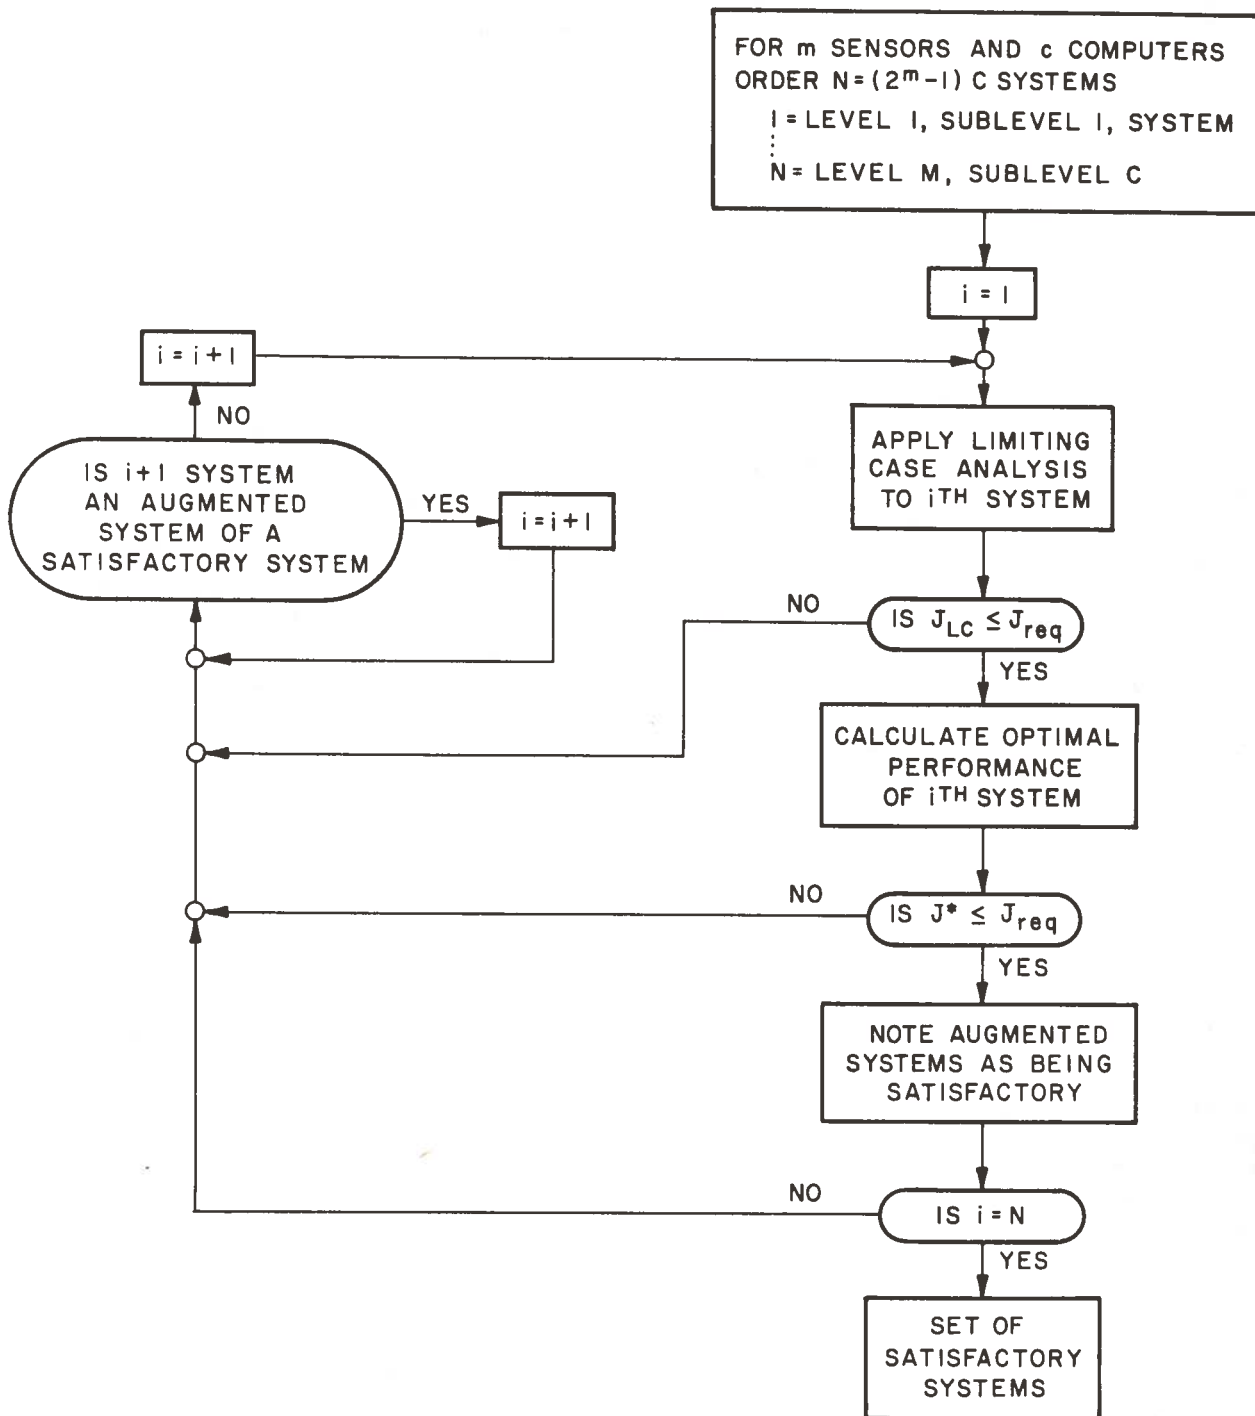 FOR m SENSORS AND c COMPUTERS
ORDER N=(2^m-1) C SYSTEMS
1 = LEVEL 1, SUBLEVEL 1, SYSTEM
⋮
N= LEVEL M, SUBLEVEL C
i = 1
i = i+1
NO
APPLY LIMITING
CASE ANALYSIS
TO iTH SYSTEM
IS i+1 SYSTEM
AN AUGMENTED
SYSTEM OF A
SATISFACTORY SYSTEM
YES
i = i+1
NO
IS J_LC ≤ J_req
YES
CALCULATE OPTIMAL
PERFORMANCE
OF iTH SYSTEM
NO
IS J* ≤ J_req
YES
NOTE AUGMENTED
SYSTEMS AS BEING
SATISFACTORY
NO
IS i = N
YES
SET OF
SATISFACTORY
SYSTEMS